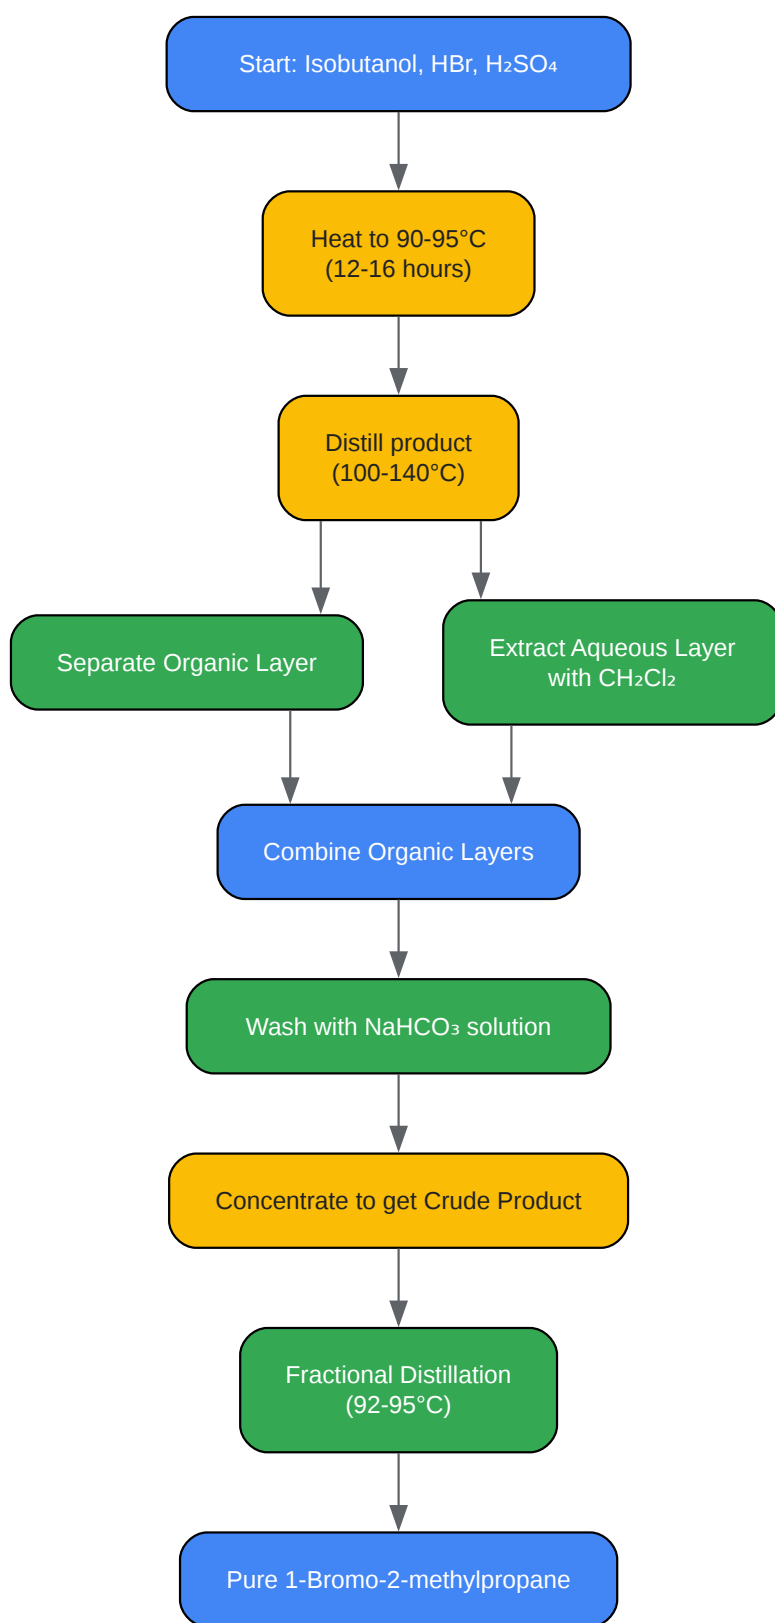 Start: Isobutanol, HBr, H₂SO₄
Heat to 90-95°C
(12-16 hours)
Distill product
(100-140°C)
Separate Organic Layer
Extract Aqueous Layer
with CH₂Cl₂
Combine Organic Layers
Wash with NaHCO₃ solution
Concentrate to get Crude Product
Fractional Distillation
(92-95°C)
Pure 1-Bromo-2-methylpropane